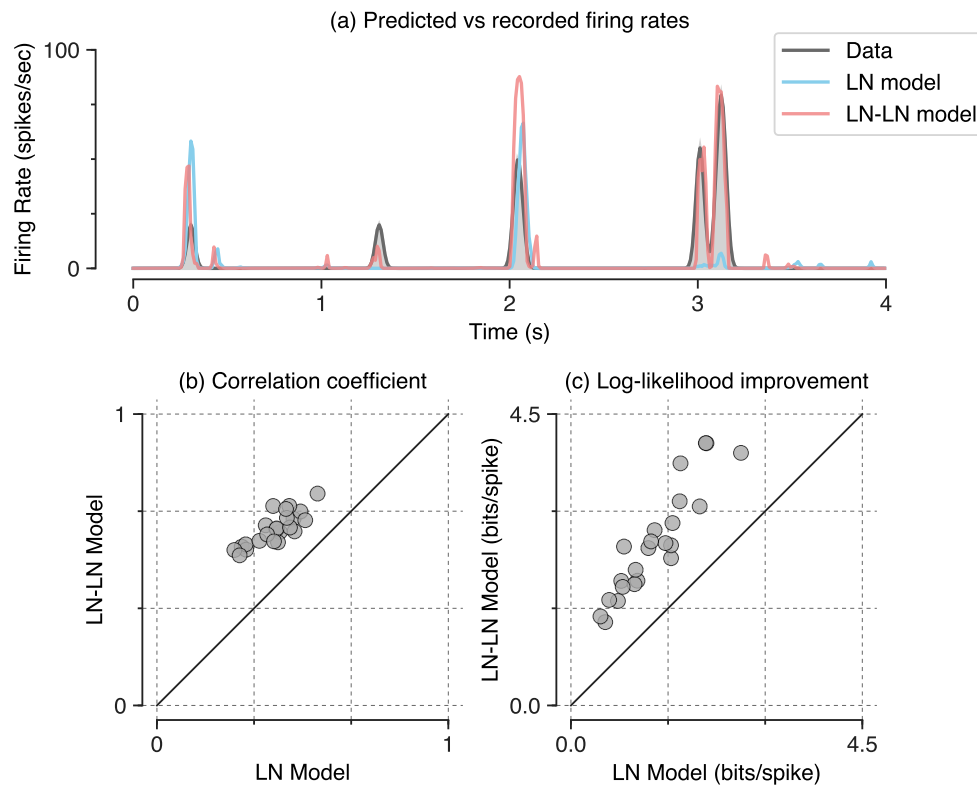 (a) Predicted vs recorded firing rates
100
0
Firing Rate (spikes/sec)
Data
LN model
LN-LN model
0 1 2 3 4
Time (s)
(b) Correlation coefficient
1
0
LN-LN Model
0 1
LN Model
(c) Log-likelihood improvement
4.5
0.0
LN-LN Model (bits/spike)
0.0 4.5
LN Model (bits/spike)